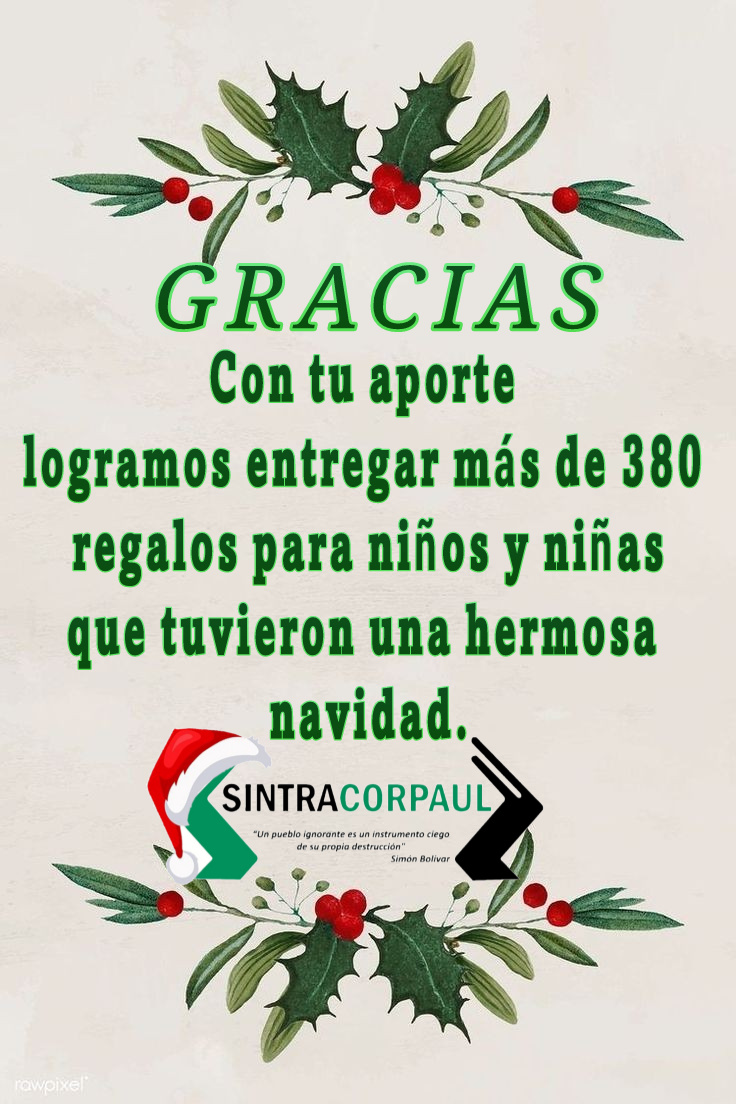 GRACIAS
Con tu aporte
logramos entregar más de 380
regalos para niños y niñas
que tuvieron una hermosa
navidad.
SINTRACORPAUL
"Un pueblo ignorante es un instrumento ciego
de su propia destrucción"
Simón Bolívar
rawpixel